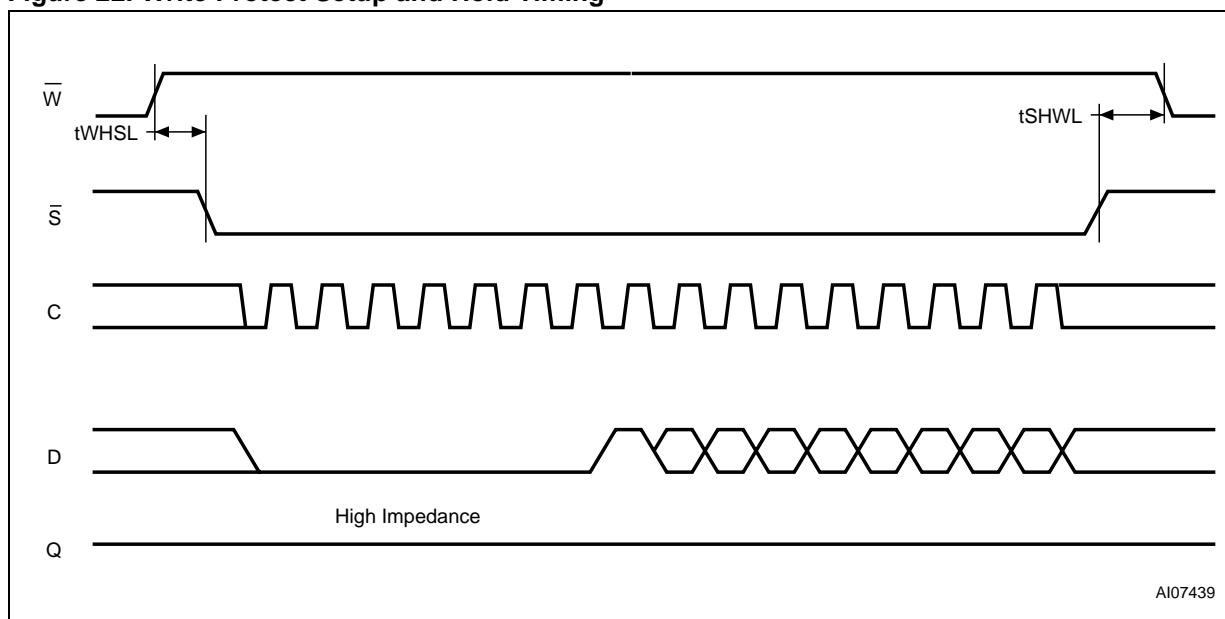 Figure 22. Write Protect Setup and Hold Timing
W̅
tWHSL
tSHWL
S̅
C
D
High Impedance
Q
AI07439